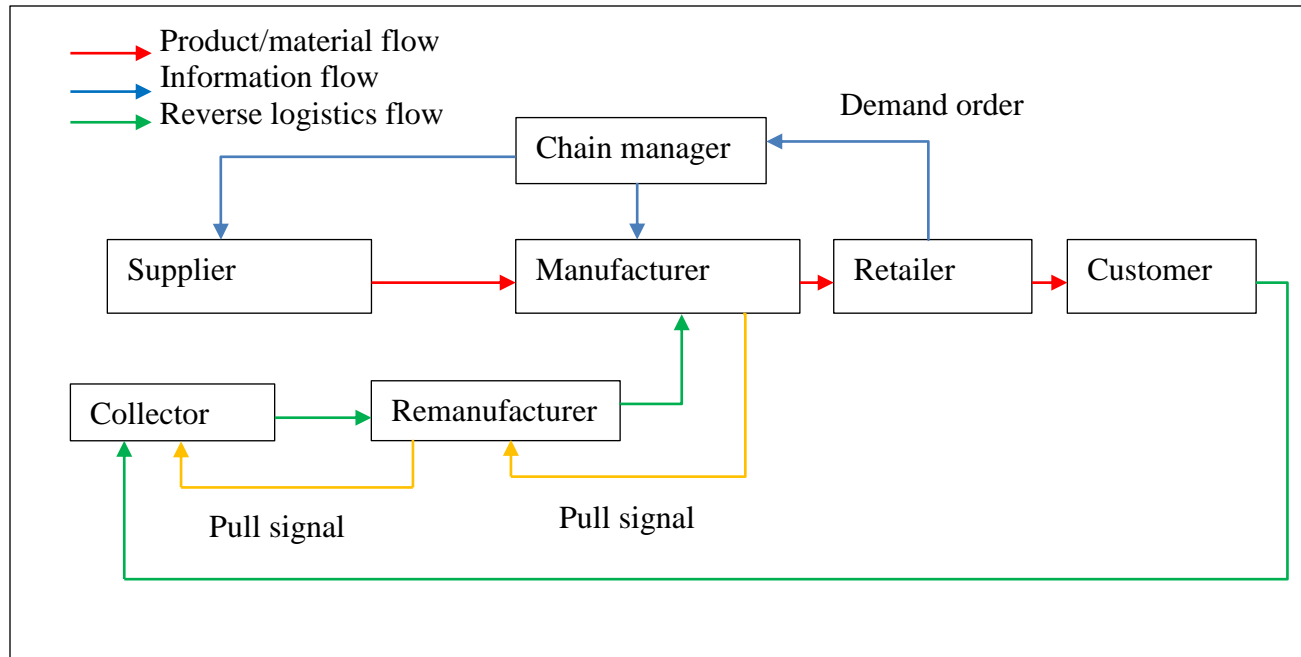 Product/material flow
Information flow
Reverse logistics flow
Demand order
Chain manager
Supplier
Manufacturer
Retailer
Customer
Collector
Remanufacturer
Pull signal
Pull signal